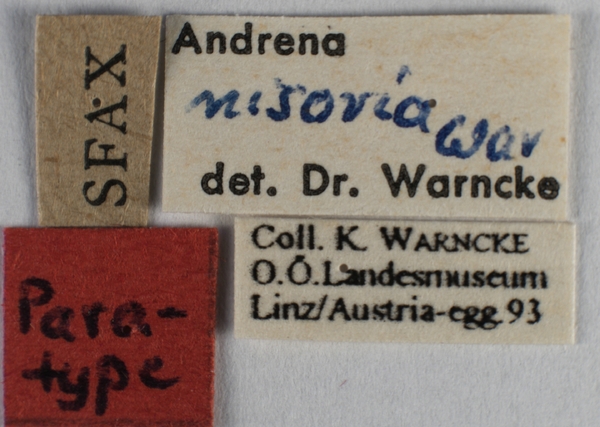 SFAX
Andrena
nisoria War
det. Dr. Warncke
Coll. K. WARNCKE
O.Ö.Landesmuseum
Linz/Austria-egg.93
Para-
type